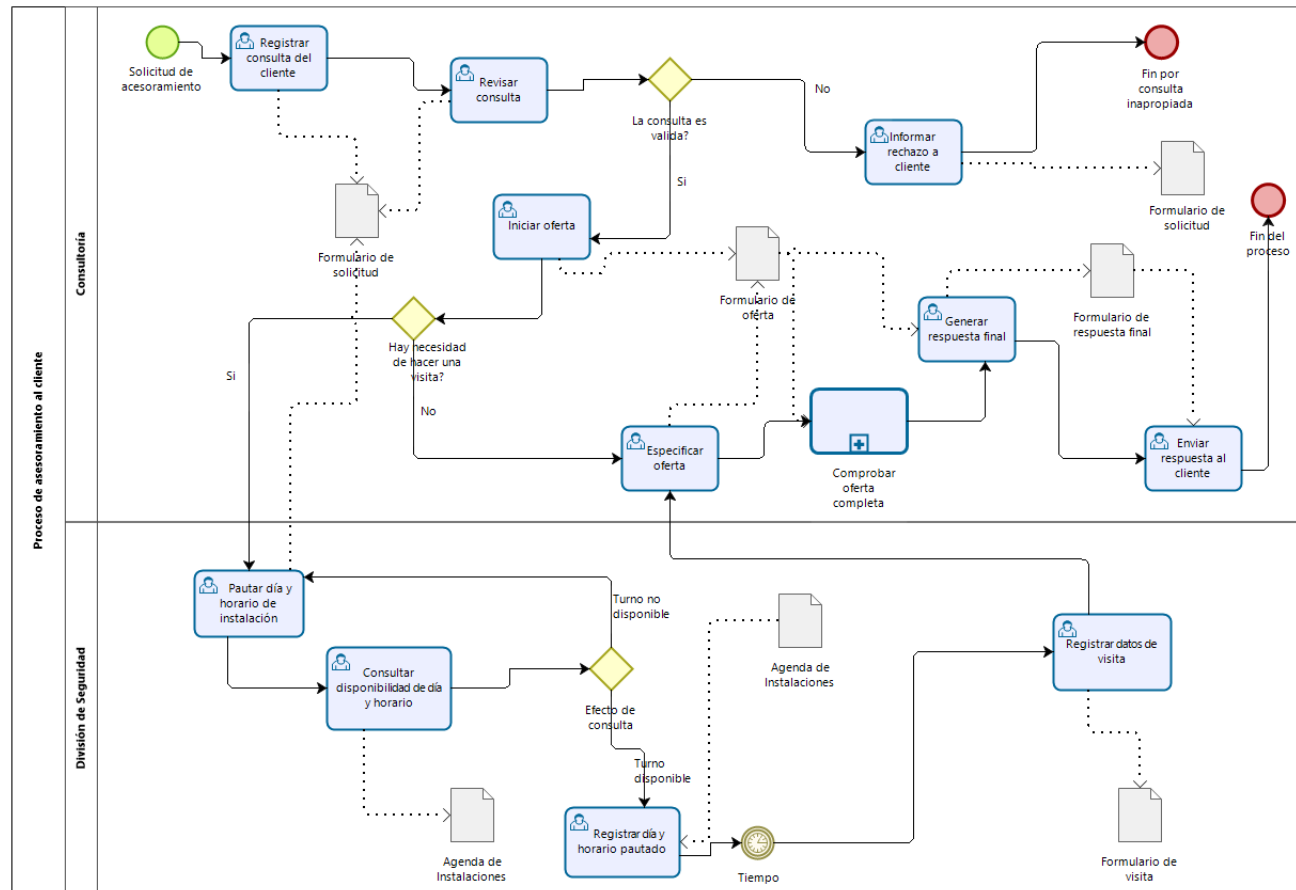 Proceso de asesoramiento al cliente
Consultoria
Solicitud de
acesoramiento
Registrar
consulta del
cliente
Revisar
consulta
La consulta es
valida?
No
Si
Informar
rechazo a
cliente
Fin por
consulta
inapropiada
Formulario de
solicitud
Formulario de
solicitud
Iniciar oferta
Formulario de
oferta
Fin del
proceso
Hay necesidad
de hacer una
visita?
Si
No
Generar
respuesta final
Formulario de
respuesta final
Especificar
oferta
Comprobar
oferta
completa
Enviar
respuesta al
cliente
División de Seguridad
Pautar día y
horario de
instalación
Consultar
disponibilidad de día
y horario
Turno no
disponible
Efecto de
consulta
Turno
disponible
Agenda de
Instalaciones
Agenda de
Instalaciones
Registrar día y
horario pautado
Tiempo
Registrar datos de
visita
Formulario de
visita